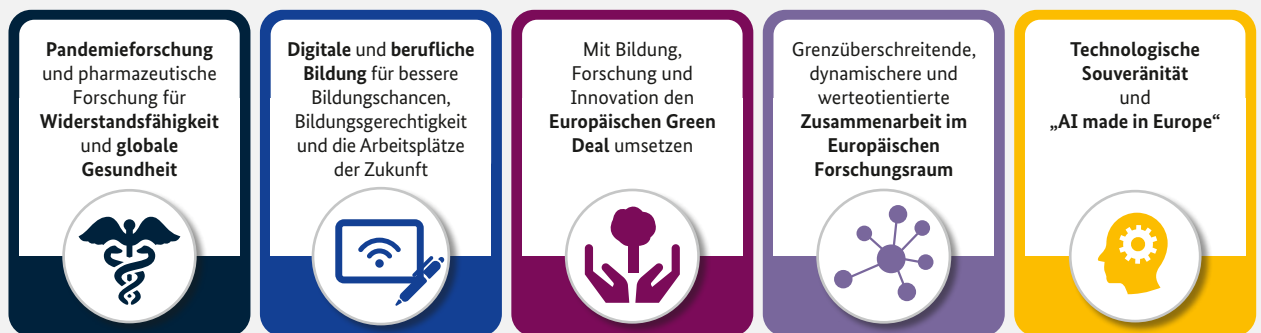 Pandemieforschung
und pharmazeutische
Forschung für
Widerstandsfähigkeit
und globale
Gesundheit
Digitale und berufliche
Bildung für bessere
Bildungschancen,
Bildungsgerechtigkeit
und die Arbeitsplätze
der Zukunft
Mit Bildung,
Forschung und
Innovation den
Europäischen Green
Deal umsetzen
Grenzüberschreitende,
dynamischere und
werteotientierte
Zusammenarbeit im
Europäischen
Forschungsraum
Technologische
Souveränität
und
„AI made in Europe“